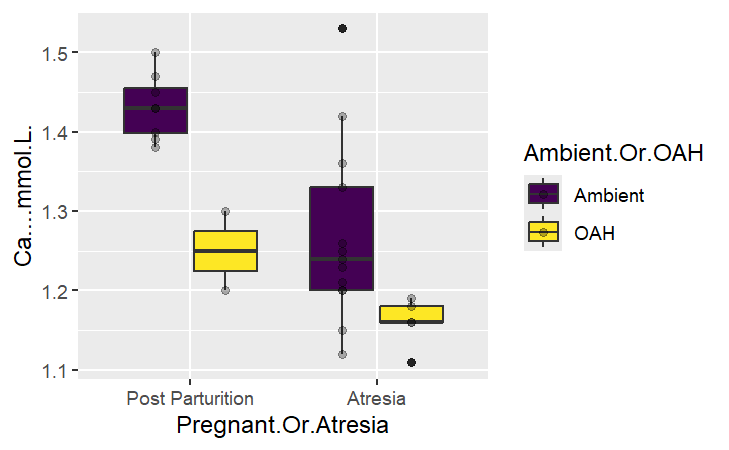 1.5
1.4
1.3
1.2
1.1
Ca....mmol.L.
Post Parturition
Atresia
Pregnant.Or.Atresia
Ambient.Or.OAH
Ambient
OAH